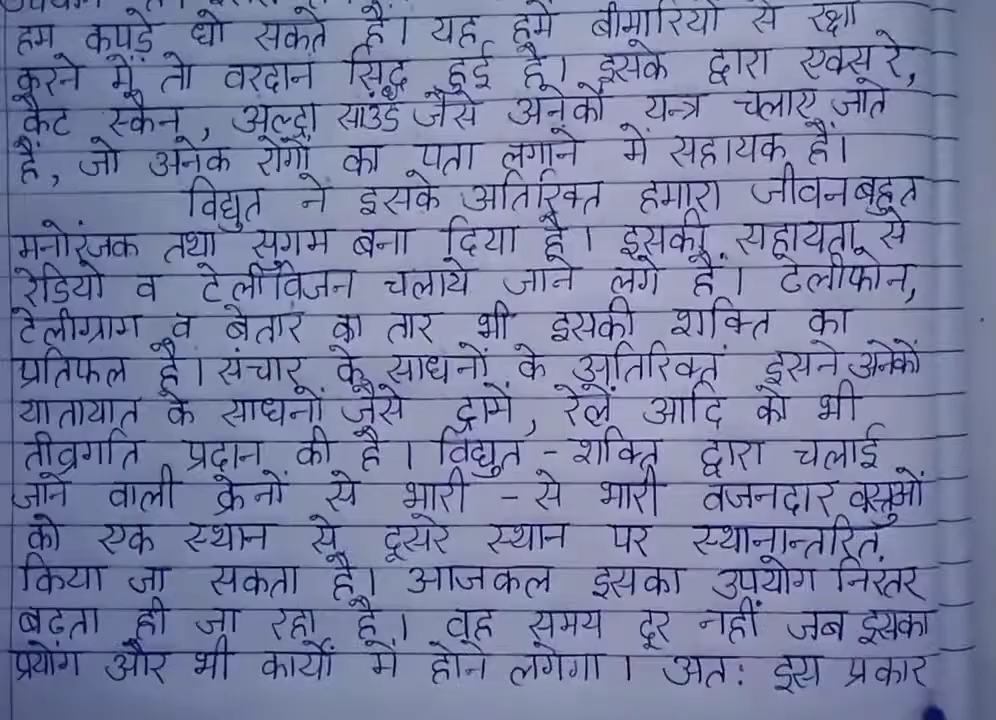 हम कपड़े धो सकते हैं। यह हमें बीमारियों से रक्षा
करने में तो वरदान सिद्ध हुई है। इसके द्वारा एक्स रे,
कैट स्कैन, अल्ट्रा साउंड जैसे अनेकों यन्त्र चलाए जाते
हैं, जो अनेक रोगों का पता लगाने में सहायक हैं।
विद्युत ने इसके अतिरिक्त हमारा जीवन बहुत
मनोरंजक तथा सुगम बना दिया है। इसकी सहायता से
रेडियो व टेलीविजन चलाये जाने लगे हैं। टेलीफोन,
टेलीग्राग व बेतार का तार भी इसकी शक्ति का
प्रतिफल है। संचार के साधनों के अतिरिक्त इसने अनेकों
यातायात के साधनों जैसे ट्रामें, रेलें आदि को भी
तीव्रगति प्रदान की है। विद्युत - शक्ति द्वारा चलाई
जाने वाली क्रेनों से भारी - से भारी वजनदार वस्तुओं
को एक स्थान से दूसरे स्थान पर स्थानान्तरित
किया जा सकता है। आजकल इसका उपयोग निरंतर
बढ़ता ही जा रहा है। वह समय दूर नहीं जब इसका
प्रयोग और भी कार्यों में होने लगेगा। अतः इस प्रकार